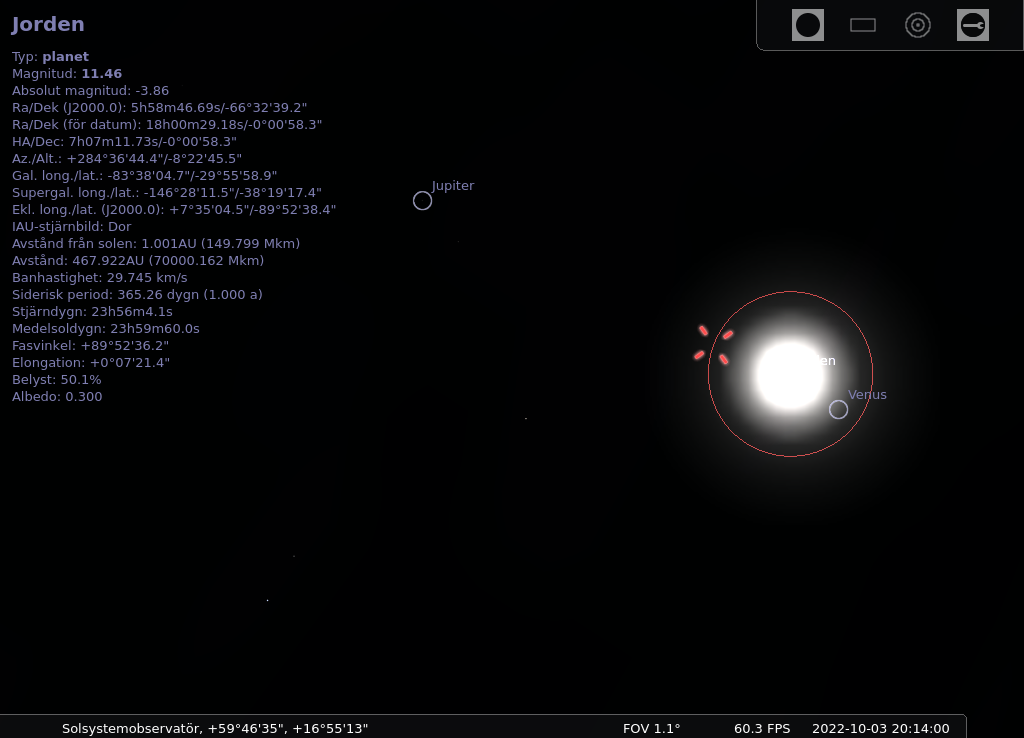 Jorden
Typ: planet
Magnitud: 11.46
Absolut magnitud: -3.86
Ra/Dek (J2000.0): 5h58m46.69s/-66°32'39.2"
Ra/Dek (för datum): 18h00m29.18s/-0°00'58.3"
HA/Dec: 7h07m11.73s/-0°00'58.3"
Az./Alt.: +284°36'44.4"/-8°22'45.5"
Gal. long./lat.: -83°38'04.7"/-29°55'58.9"
Supergal. long./lat.: -146°28'11.5"/-38°19'17.4"
Ekl. long./lat. (J2000.0): +7°35'04.5"/-89°52'38.4"
IAU-stjärnbild: Dor
Avstånd från solen: 1.001AU (149.799 Mkm)
Avstånd: 467.922AU (70000.162 Mkm)
Banhastighet: 29.745 km/s
Siderisk period: 365.26 dygn (1.000 a)
Stjärndygn: 23h56m4.1s
Medelsoldygn: 23h59m60.0s
Fasvinkel: +89°52'36.2"
Elongation: +0°07'21.4"
Belyst: 50.1%
Albedo: 0.300
Jupiter
Venus
Solsystemobservatör, +59°46'35", +16°55'13"
FOV 1.1°
60.3 FPS
2022-10-03 20:14:00